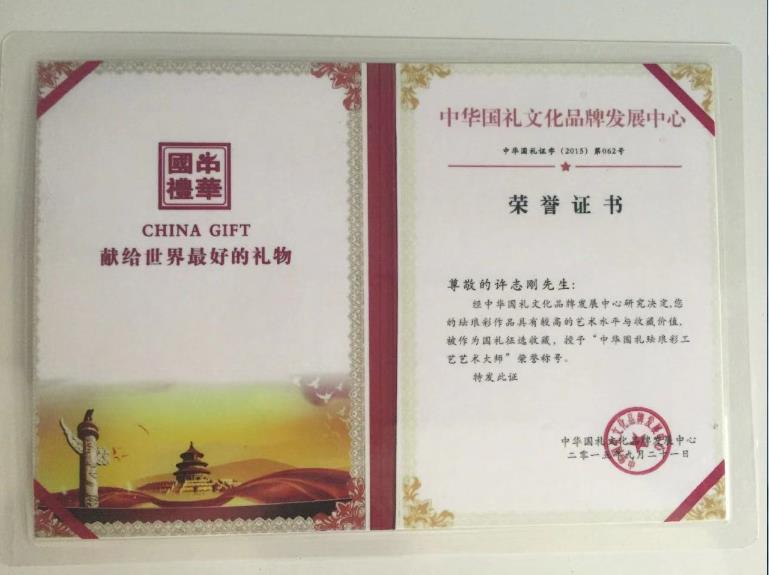 國中
禮華
CHINA GIFT
献给世界最好的礼物
中华国礼文化品牌发展中心
中华国礼证字（2015）第062号
荣誉证书
尊敬的许志刚先生:
经中华国礼文化品牌发展中心研究决定,您
的珐琅彩作品具有较高的艺术水平与收藏价值,
被作为国礼征选收藏，授予“中华国礼珐琅彩工
艺艺术大师”荣誉称号。
特发此证
中华国礼文化品牌发展中心
二零一五年九月二十一日